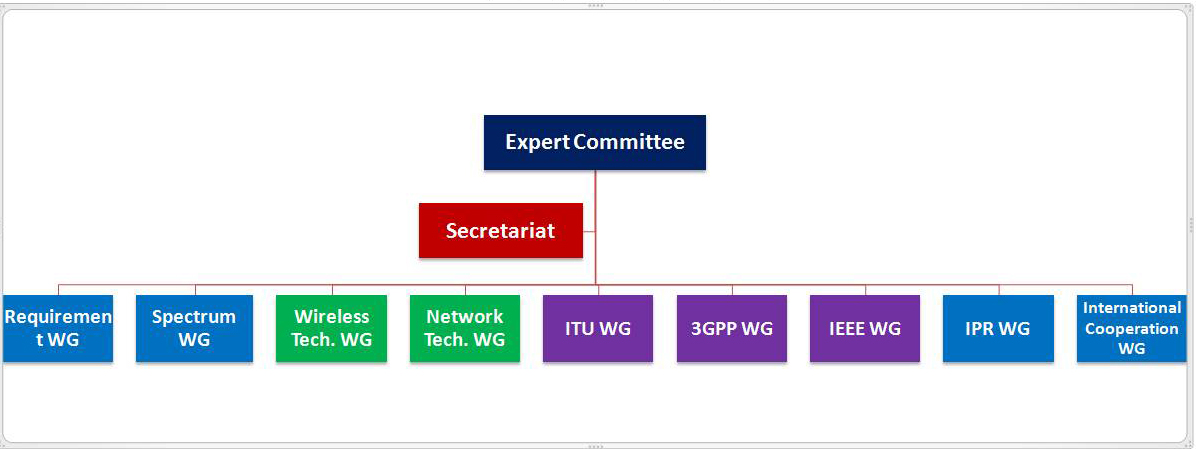 Expert Committee
Secretariat
Requiremen
t WG
Spectrum
WG
Wireless
Tech. WG
Network
Tech. WG
ITU WG
3GPP WG
IEEE WG
IPR WG
International
Cooperation
WG